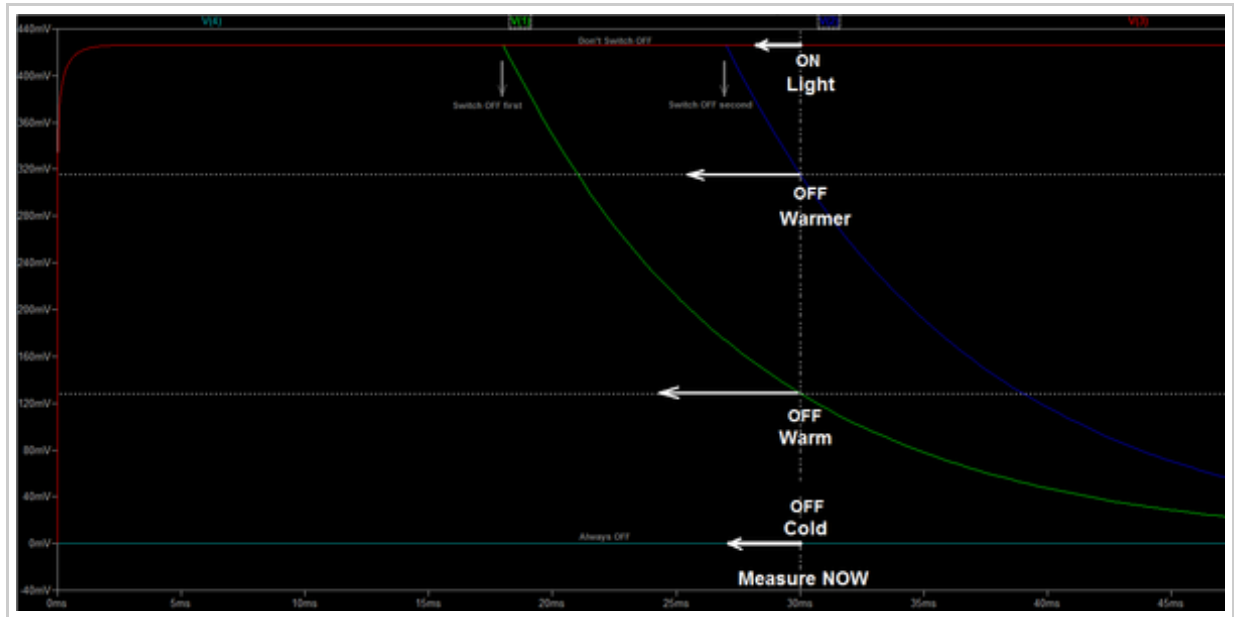 V(4) V(1) V(2) V(3)
440mV
Don't Switch OFF
ON
Light
400mV
Switch OFF first
Switch OFF second
360mV
320mV
OFF
Warmer
280mV
240mV
200mV
160mV
120mV
OFF
Warm
80mV
40mV
OFF
Cold
0mV
Always OFF
Measure NOW
-40mV
0ms 5ms 10ms 15ms 20ms 25ms 30ms 35ms 40ms 45ms